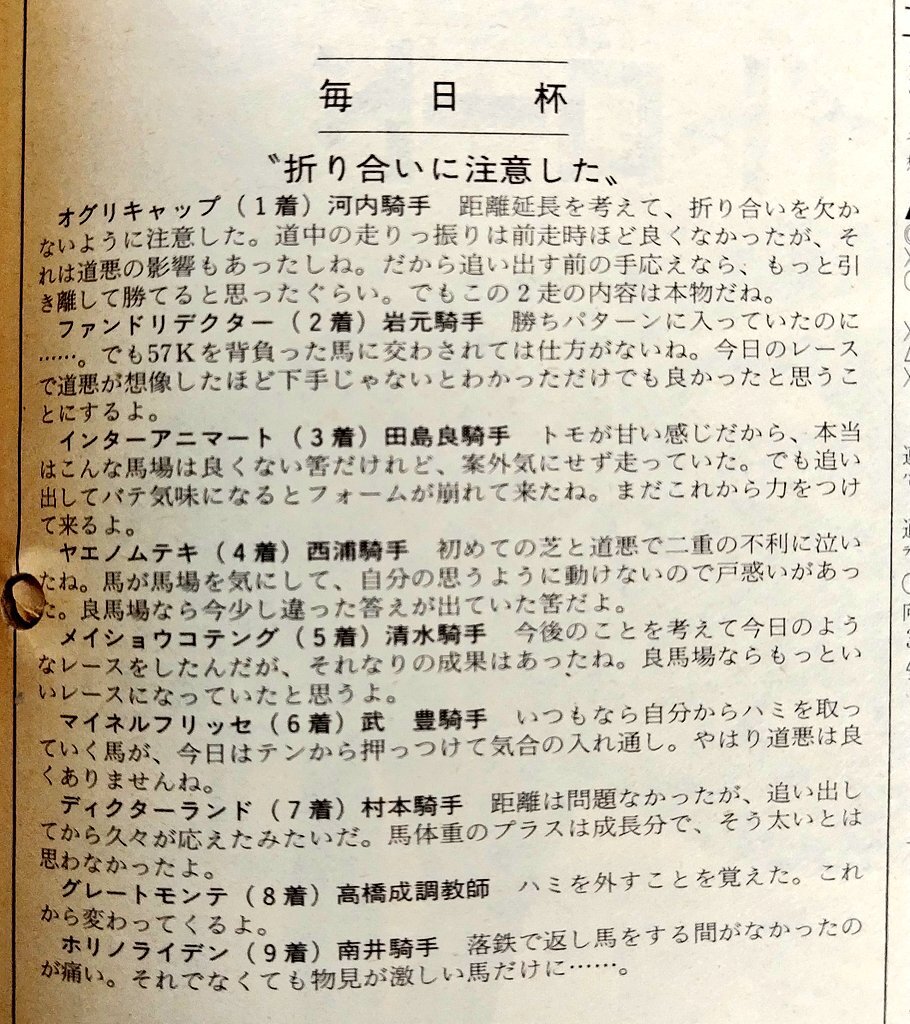 毎日杯
〝折り合いに注意した〟
オグリキャップ（１着）河内騎手　距離延長を考えて、折り合いを欠か
ないように注意した。道中の走りっ振りは前走時ほど良くなかったが、そ
れは道悪の影響もあったしね。だから追い出す前の手応えなら、もっと引
き離して勝てると思ったぐらい。でもこの２走の内容は本物だね。
ファンドリデクター（２着）岩元騎手　勝ちパターンに入っていたのに
……。でも57Kを背負った馬に交わされては仕方がないね。今日のレース
で道悪が想像したほど下手じゃないとわかっただけでも良かったと思うこ
とにするよ。
インターアニマート（３着）田島良騎手　トモが甘い感じだから、本当
はこんな馬場は良くない筈だけれど、案外気にせず走っていた。でも追い
出してバテ気味になるとフォームが崩れて来たね。まだこれから力をつけ
て来るよ。
ヤエノムテキ（４着）西浦騎手　初めての芝と道悪で二重の不利に泣い
たね。馬が馬場を気にして、自分の思うように動けないので戸惑いがあっ
た。良馬場なら今少し違った答えが出ていた筈だよ。
メイショウコテング（５着）清水騎手　今後のことを考えて今日のよう
なレースをしたんだが、それなりの成果はあったね。良馬場ならもっとい
いレースになっていたと思うよ。
マイネルフリッセ（６着）武　豊騎手　いつもなら自分からハミを取っ
ていく馬が、今日はテンから押っつけて気合の入れ通し。やはり道悪は良
くありませんね。
ディクターランド（７着）村本騎手　距離は問題なかったが、追い出し
てから久々が応えたみたいだ。馬体重のプラスは成長分で、そう太いとは
思わなかったよ。
グレートモンテ（８着）高橋成調教師　ハミを外すことを覚えた。これ
から変わってくるよ。
ホリノライデン（９着）南井騎手　落鉄で返し馬をする間がなかったの
が痛い。それでなくても物見が激しい馬だけに……。